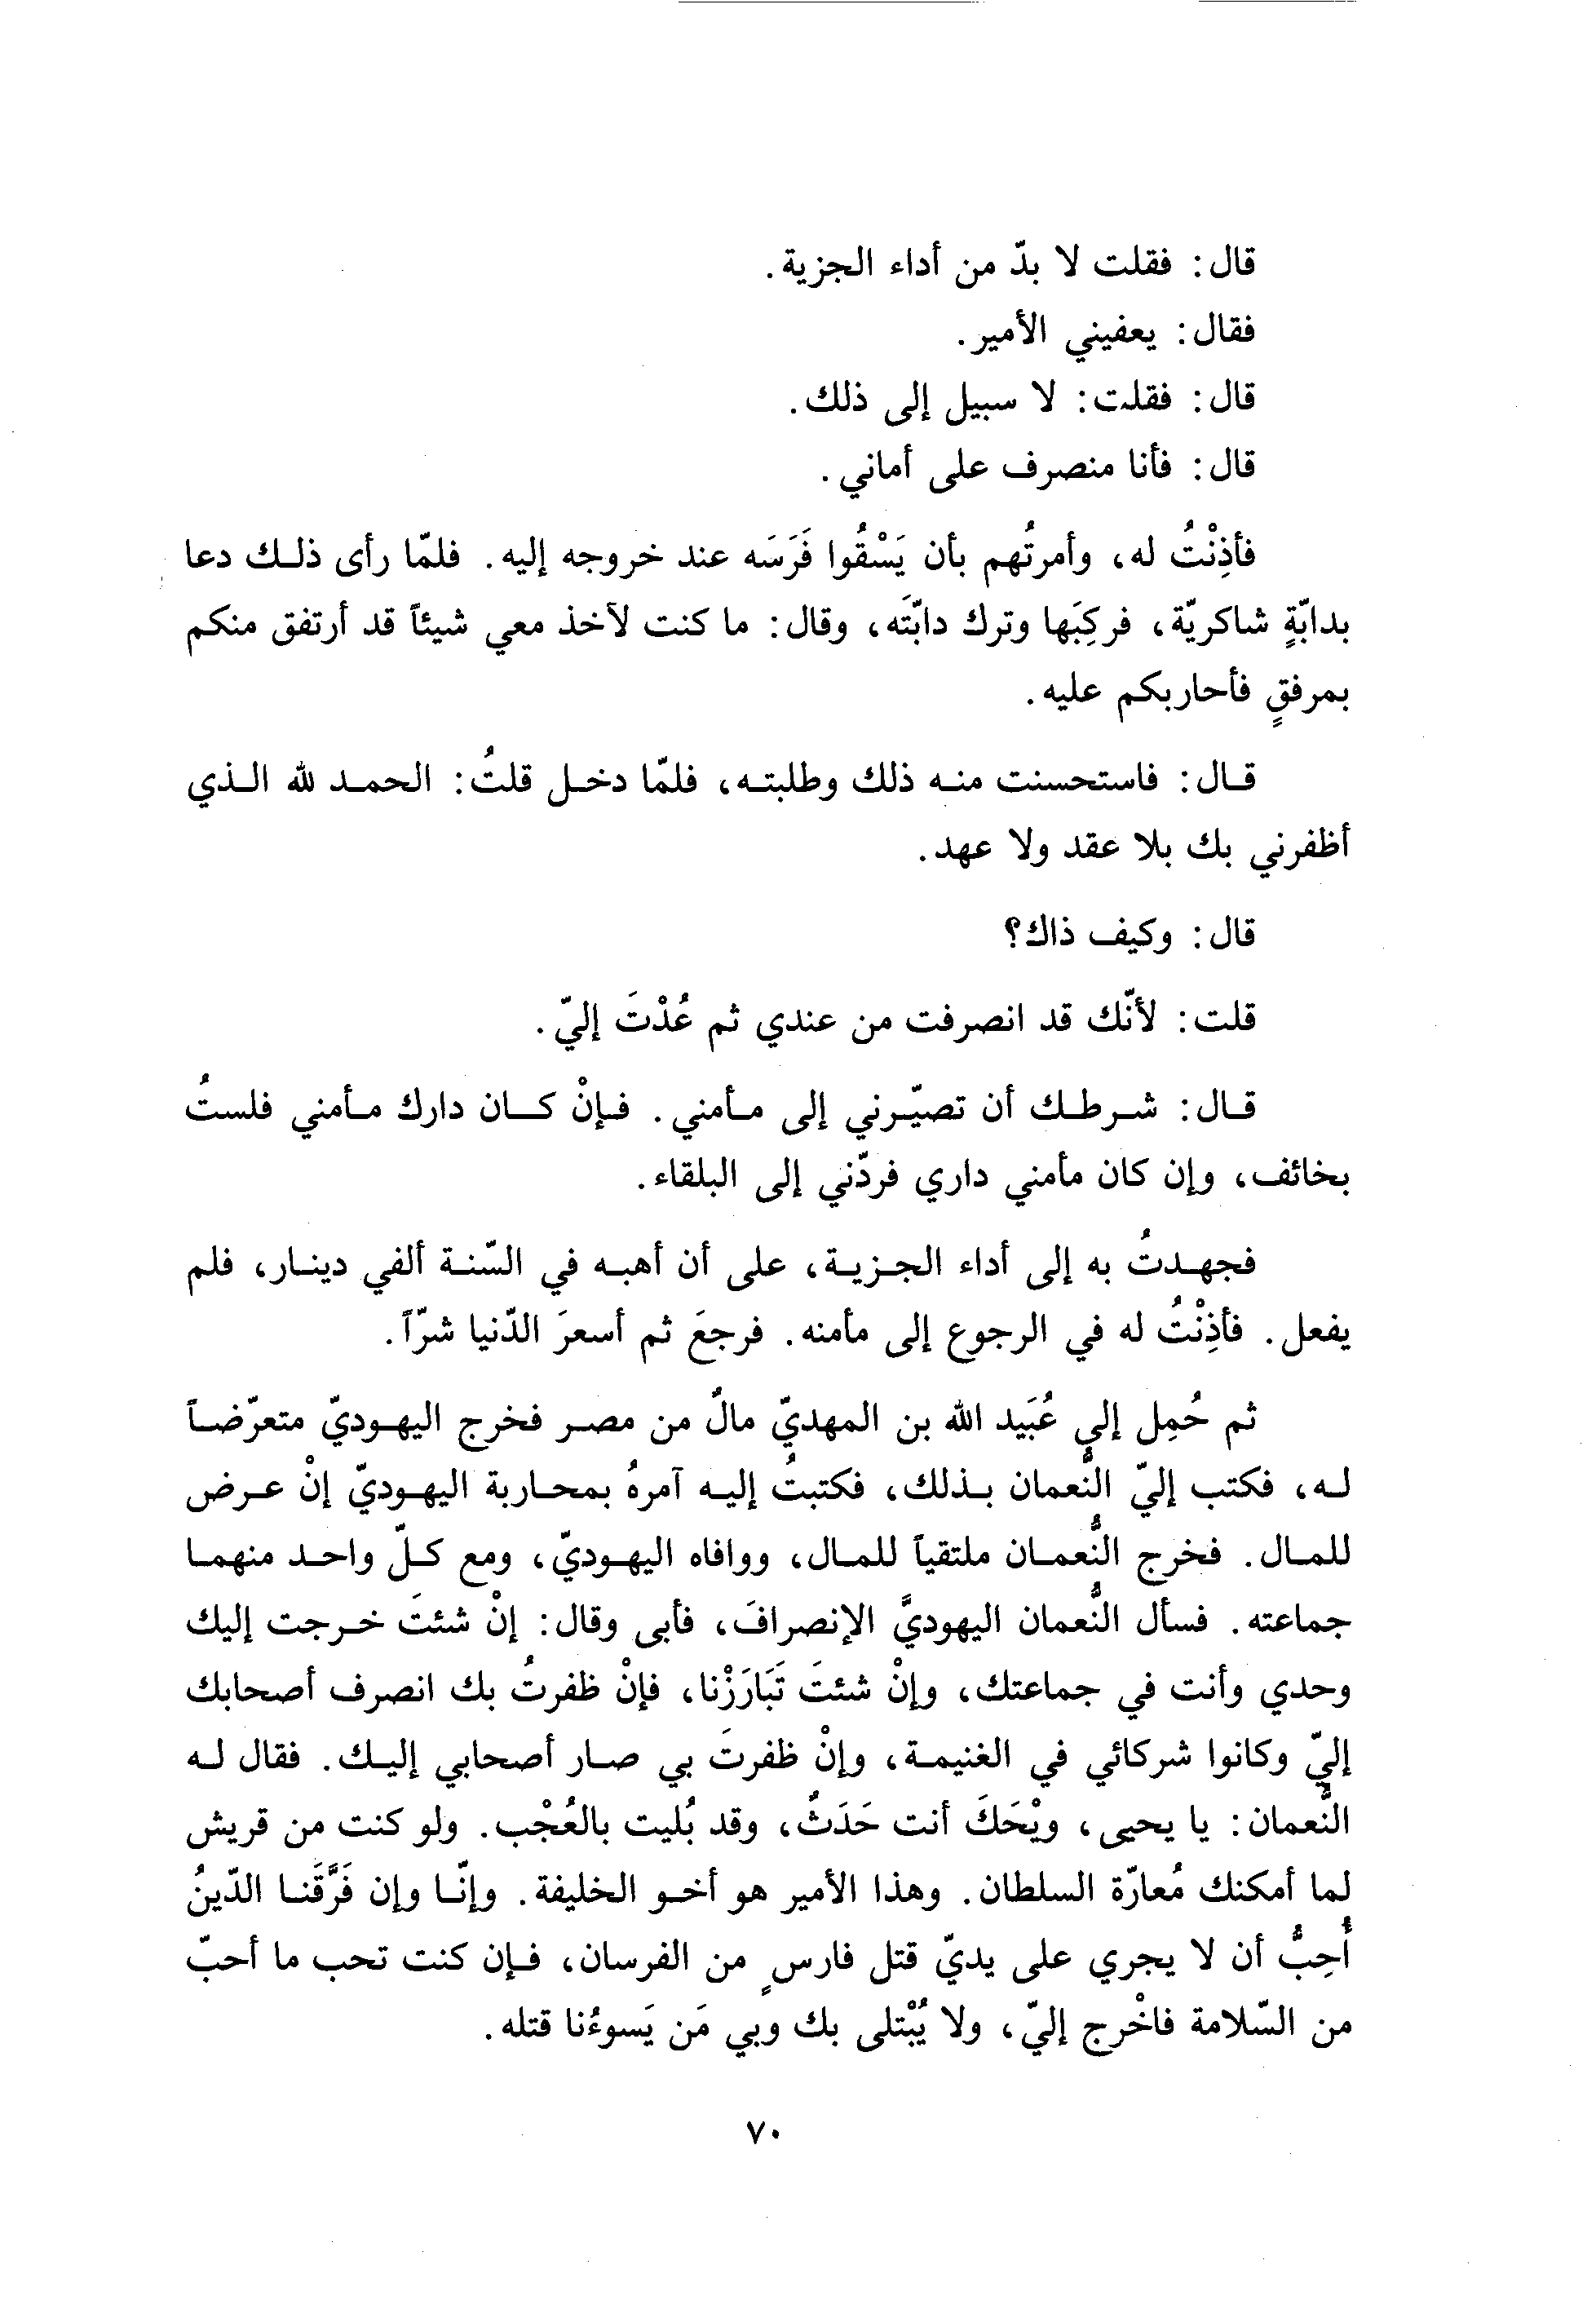 قال: فقلت لا بدّ من أداء الجزية.
فقال: يعفيني الأمير.
قال: فقلت: لا سبيل إلى ذلك.
قال: فأنا منصرف على أماني.
فأذِنْتُ له، وأمرتُهم بأن يَسْقُوا فَرَسَه عند خروجه إليه. فلمّا رأى ذلك دعا
بدابّةٍ شاكريّة، فركِبَها وترك دابّتَه، وقال: ما كنت لآخذ معي شيئاً قد أرتفق منكم
بمرفقٍ فأحاربكم عليه.
قال: فاستحسنت منه ذلك وطلبته، فلمّا دخل قلتُ: الحمد لله الذي
أظفرني بك بلا عقد ولا عهد.
قال: وكيف ذاك؟
قلت: لأنّك قد انصرفت من عندي ثم عُدْتَ إليّ.
قال: شرطك أن تصيّرني إلى مأمني. فإنْ كان دارك مأمني فلستُ
بخائف، وإن كان مأمني داري فردّني إلى البلقاء.
فجهدتُ به إلى أداء الجزية، على أن أهبه في السّنة ألفي دينار، فلم
يفعل. فأذِنْتُ له في الرجوع إلى مأمنه. فرجعَ ثم أسعرَ الدّنيا شرّاً.
ثم حُمِل إلى عُبَيد الله بن المهديّ مالٌ من مصر فخرج اليهوديّ متعرّضاً
له، فكتب إليّ النُّعمان بذلك، فكتبتُ إليه آمرهُ بمحاربة اليهوديّ إنْ عرض
للمال. فخرج النُّعمان ملتقياً للمال، ووافاه اليهوديّ، ومع كلّ واحد منهما
جماعته. فسأل النُّعمان اليهوديَّ الإنصرافَ، فأبى وقال: إنْ شئتَ خرجت إليك
وحدي وأنت في جماعتك، وإنْ شئتَ تَبَارَزْنا، فإنْ ظفرتُ بك انصرف أصحابك
إليّ وكانوا شركائي في الغنيمة، وإنْ ظفرتَ بي صار أصحابي إليك. فقال له
النُّعمان: يا يحيى، ويْحَكَ أنت حَدَثٌ، وقد بُليت بالعُجْب. ولو كنت من قريش
لما أمكنك مُعارّة السلطان. وهذا الأمير هو أخو الخليفة. وإنّا وإن فَرَّقَنا الدّينُ
أُحِبُّ أن لا يجري على يديّ قتل فارسٍ من الفرسان، فإن كنت تحب ما أحبّ
من السّلامة فاخْرج إليّ، ولا يُبْتلى بك وبي مَن يَسوءُنا قتله.
٧٠